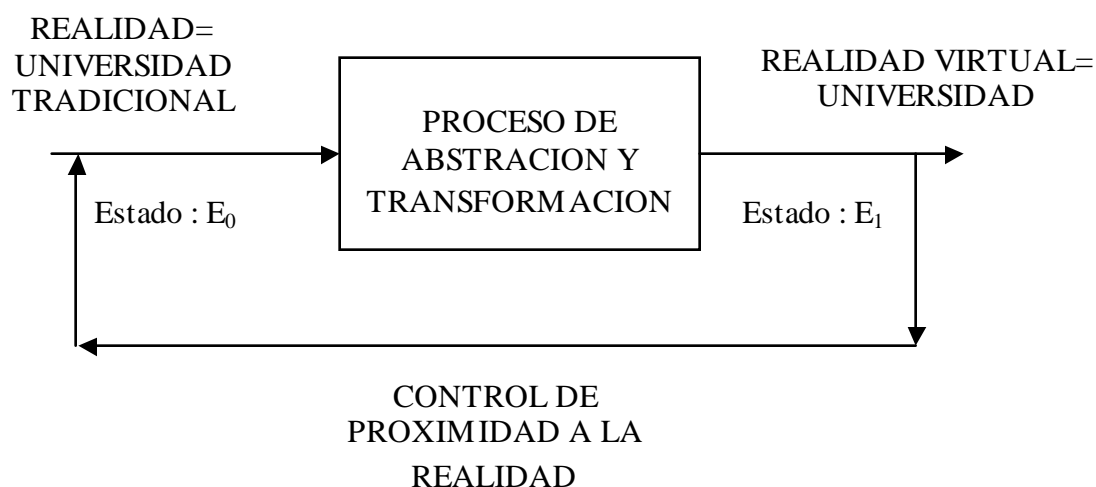 REALIDAD=
UNIVERSIDAD
TRADICIONAL
PROCESO DE
ABSTRACION Y
TRANSFORMACION
REALIDAD VIRTUAL=
UNIVERSIDAD
Estado : E₀
Estado : E₁
CONTROL DE
PROXIMIDAD A LA
REALIDAD